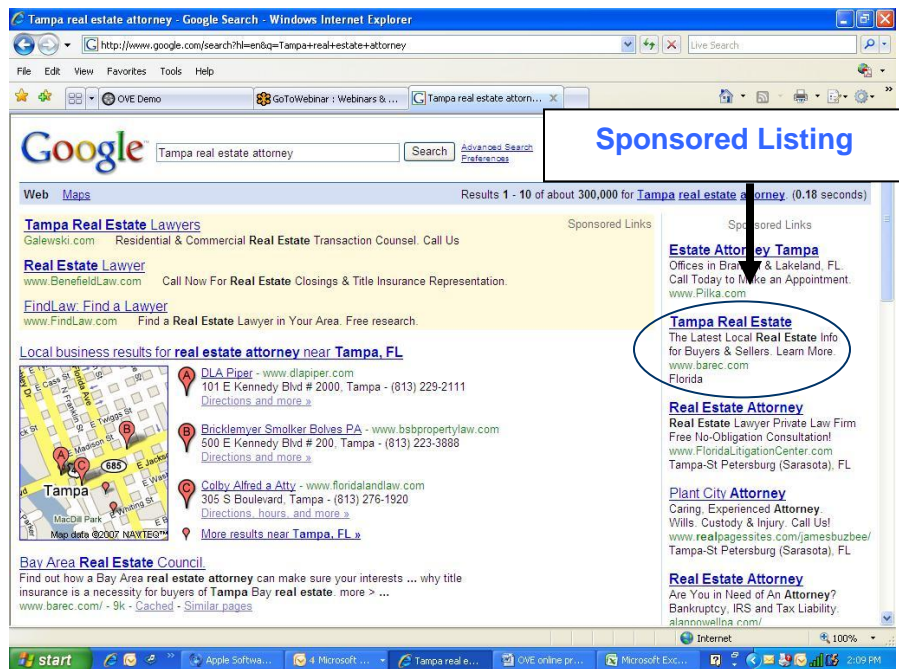 Tampa real estate attorney - Google Search - Windows Internet Explorer
http://www.google.com/search?hl=en&q=Tampa+real+estate+attorney
Live Search
File Edit View Favorites Tools Help
OVE Demo
GoToWebinar : Webinars & ...
Tampa real estate attorn...
Sponsored Listing
Google
Tampa real estate attorney
Search
Advanced Search
Preferences
Web Maps
Results 1 - 10 of about 300,000 for Tampa real estate attorney. (0.18 seconds)
Tampa Real Estate Lawyers
Sponsored Links
Galewski.com Residential & Commercial Real Estate Transaction Counsel. Call Us
Real Estate Lawyer
www.BenefieldLaw.com Call Now For Real Estate Closings & Title Insurance Representation.
FindLaw: Find a Lawyer
www.FindLaw.com Find a Real Estate Lawyer in Your Area. Free research.
Local business results for real estate attorney near Tampa, FL
A
DLA Piper - www.dlapiper.com
101 E Kennedy Blvd # 2000, Tampa - (813) 229-2111
Directions and more »
B
Bricklemyer Smolker Bolves PA - www.bsbpropertylaw.com
500 E Kennedy Blvd # 200, Tampa - (813) 223-3888
Directions and more »
C
Colby Alfred a Atty - www.floridalandlaw.com
305 S Boulevard, Tampa - (813) 276-1920
Directions, hours, and more »
More results near Tampa, FL »
E Cass St
N Franklin St
E Twiggs St
E Madison St
B
A
C
685
E Jackson
Tampa
MacDill Park
E Whiting St
Map data ©2007 NAVTEQ™
Bay Area Real Estate Council.
Find out how a Bay Area real estate attorney can make sure your interests ... why title
insurance is a necessity for buyers of Tampa Bay real estate. more > ...
www.barec.com/ - 9k - Cached - Similar pages
Sponsored Links
Estate Attorney Tampa
Offices in Brandon & Lakeland, FL.
Call Today to Make an Appointment.
www.Pilka.com
Tampa Real Estate
The Latest Local Real Estate Info
for Buyers & Sellers. Learn More.
www.barec.com
Florida
Real Estate Attorney
Real Estate Lawyer Private Law Firm
Free No-Obligation Consultation!
www.FloridaLitigationCenter.com
Tampa-St Petersburg (Sarasota), FL
Plant City Attorney
Caring, Experienced Attorney.
Wills. Custody & Injury. Call Us!
www.realpagessites.com/jamesbuzbee/
Tampa-St Petersburg (Sarasota), FL
Real Estate Attorney
Are You in Need of An Attorney?
Bankruptcy, IRS and Tax Liability.
alanpowellpa.com/
Internet
100%
start
Apple Softwa...
4 Microsoft ...
Tampa real e...
OVE online pr...
Microsoft Exc...
2:09 PM